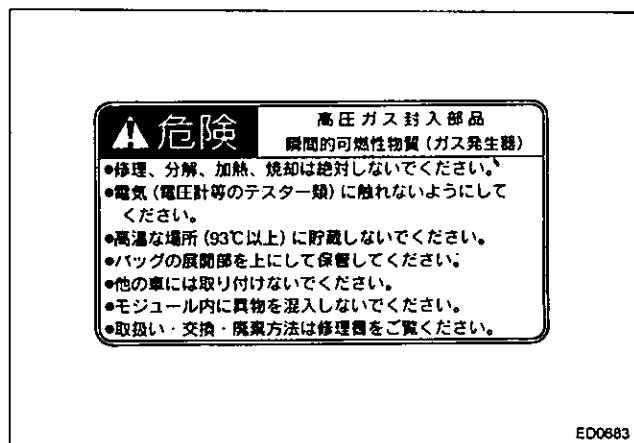 危険
高圧ガス封入部品
瞬間的可燃性物質（ガス発生器）
●修理、分解、加熱、焼却は絶対しないでください。
●電気（電圧計等のテスター類）に触れないようにして
ください。
●高温な場所（93℃以上）に貯蔵しないでください。
●バッグの展開部を上にして保管してください。
●他の車には取り付けないでください。
●モジュール内に異物を混入しないでください。
●取扱い・交換・廃棄方法は修理書をご覧ください。
ED0683